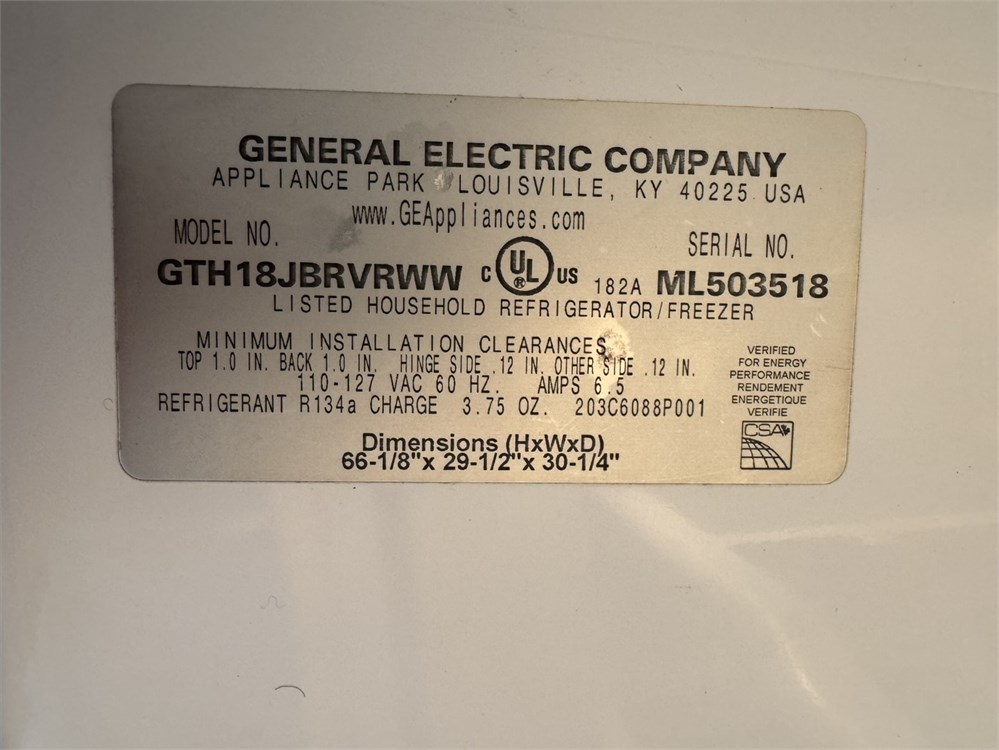 GENERAL ELECTRIC COMPANY
APPLIANCE PARK LOUISVILLE, KY 40225 USA
www.GEAppliances.com
MODEL NO. SERIAL NO.
GTH18JBRVRWW C UL ® US 182A ML503518
LISTED HOUSEHOLD REFRIGERATOR/FREEZER
MINIMUM INSTALLATION CLEARANCES
TOP 1.0 IN. BACK 1.0 IN. HINGE SIDE .12 IN. OTHER SIDE .12 IN.
110-127 VAC 60 HZ. AMPS 6.5
REFRIGERANT R134a CHARGE 3.75 OZ. 203C6088P001
Dimensions (HxWxD)
66-1/8"x 29-1/2"x 30-1/4"
VERIFIED
FOR ENERGY
PERFORMANCE
RENDEMENT
ENERGETIQUE
VERIFIE
CSA